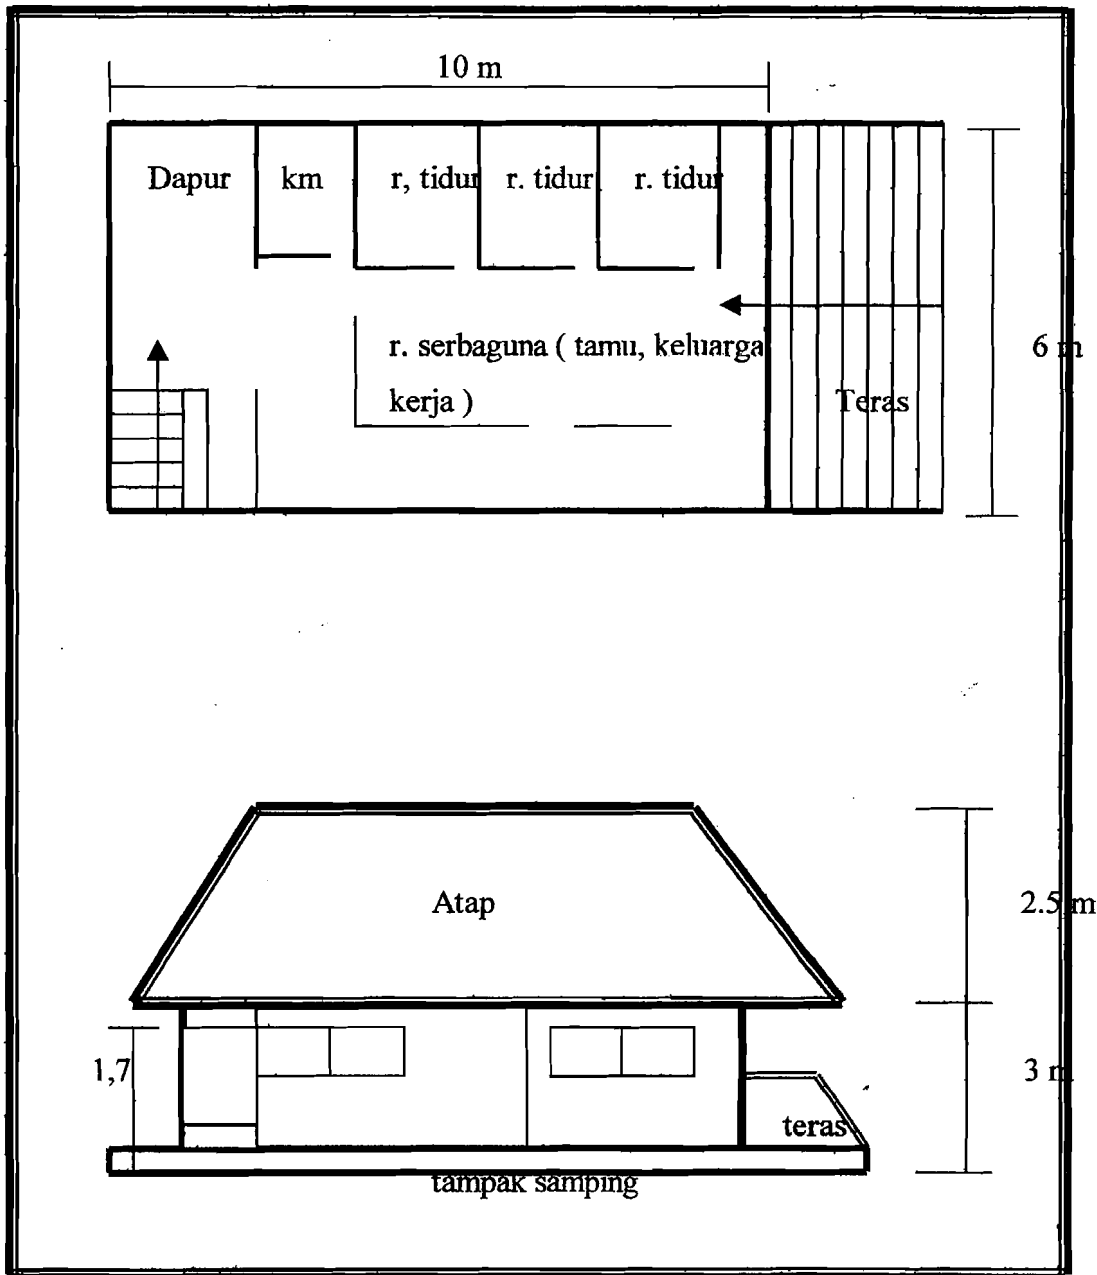 10 m
Dapur km r, tidur r. tidur r. tidur
r. serbaguna ( tamu, keluarga
kerja )
6 m
Teras
Atap
2.5 m
1,7
3 m
teras
tampak samping